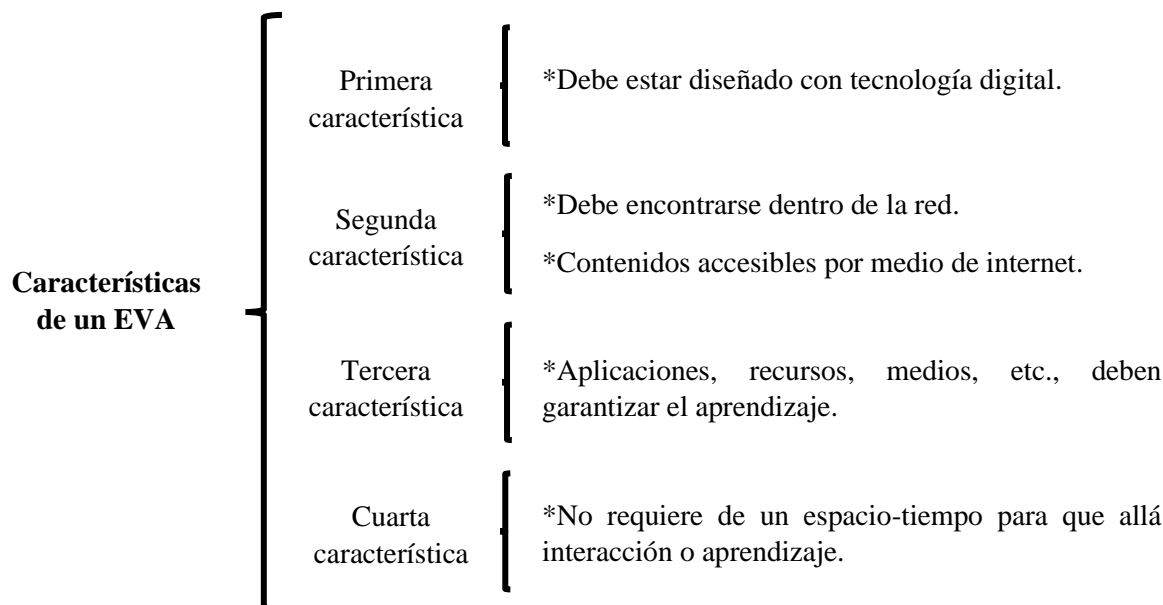 Características
de un EVA
Primera
característica
*Debe estar diseñado con tecnología digital.
Segunda
característica
*Debe encontrarse dentro de la red.
*Contenidos accesibles por medio de internet.
Tercera
característica
*Aplicaciones, recursos, medios, etc., deben
garantizar el aprendizaje.
Cuarta
característica
*No requiere de un espacio-tiempo para que allá
interacción o aprendizaje.